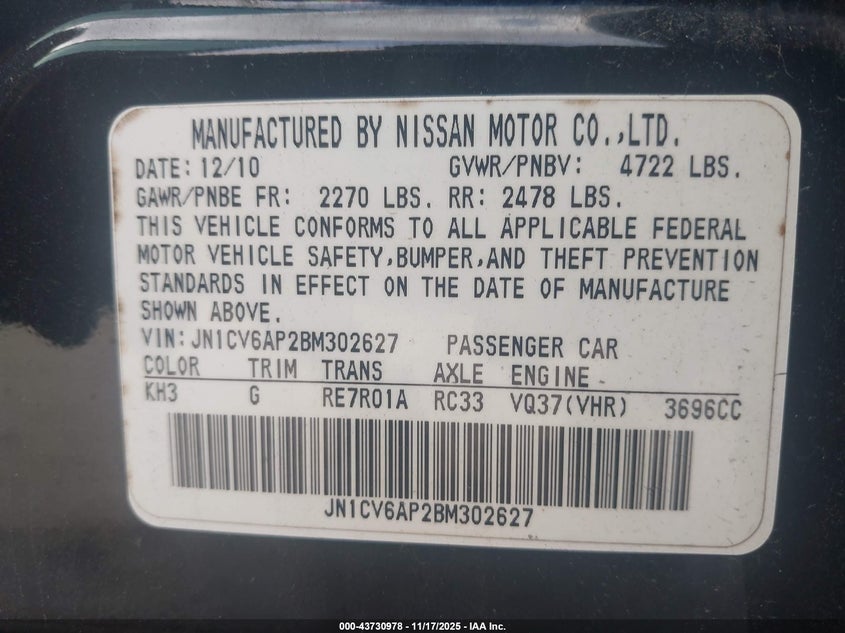 MANUFACTURED BY NISSAN MOTOR CO.,LTD.
DATE: 12/10 GVWR/PNBV: 4722 LBS.
GAWR/PNBE FR: 2270 LBS. RR: 2478 LBS.
THIS VEHICLE CONFORMS TO ALL APPLICABLE FEDERAL
MOTOR VEHICLE SAFETY,BUMPER,AND THEFT PREVENTION
STANDARDS IN EFFECT ON THE DATE OF MANUFACTURE
SHOWN ABOVE.
VIN: JN1CV6AP2BM302627 PASSENGER CAR
COLOR TRIM TRANS AXLE ENGINE
KH3 G RE7R01A RC33 VQ37(VHR) 3696CC
JN1CV6AP2BM302627
000-43730978 - 11/17/2025 - IAA Inc.